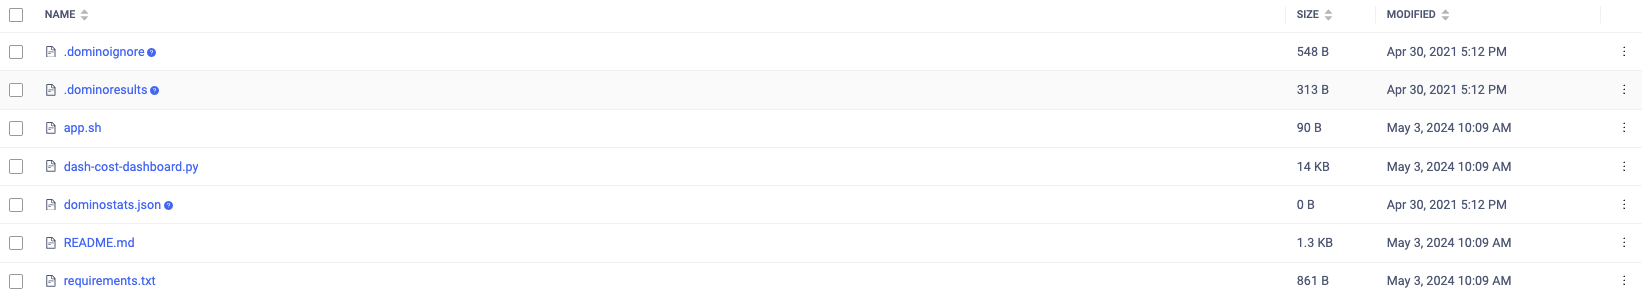 NAME SIZE MODIFIED
.dominoignore ? 548 B Apr 30, 2021 5:12 PM
.dominoresults ? 313 B Apr 30, 2021 5:12 PM
app.sh 90 B May 3, 2024 10:09 AM
dash-cost-dashboard.py 14 KB May 3, 2024 10:09 AM
dominostats.json ? 0 B Apr 30, 2021 5:12 PM
README.md 1.3 KB May 3, 2024 10:09 AM
requirements.txt 861 B May 3, 2024 10:09 AM